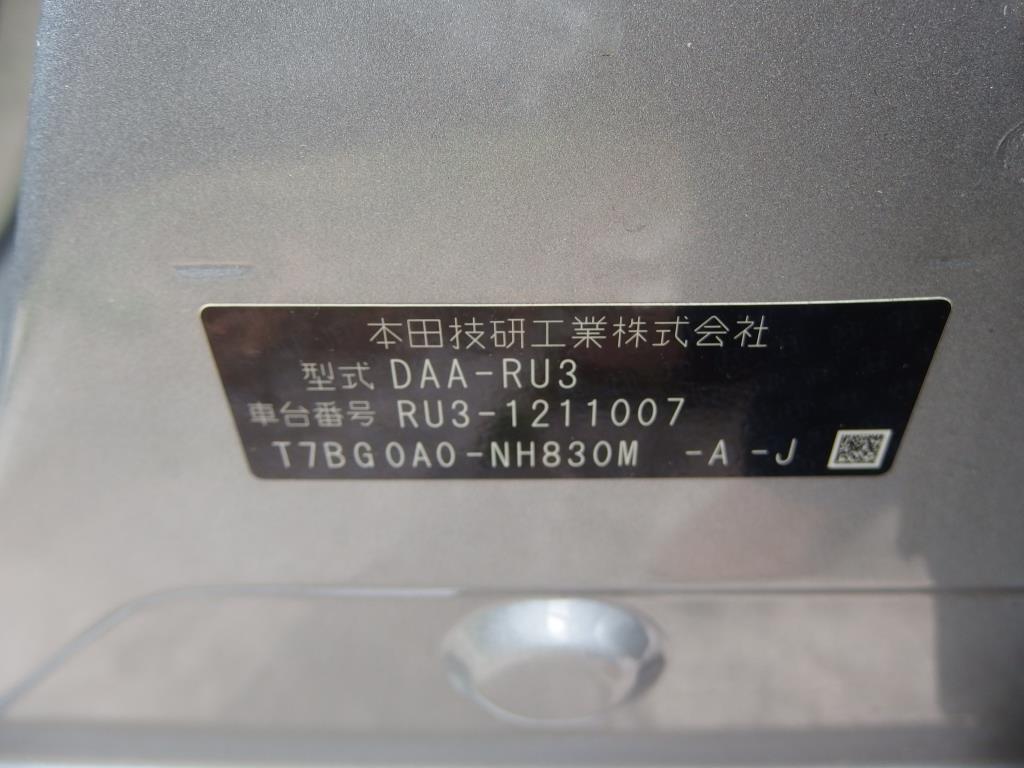 本田技研工業株式会社
型式 DAA-RU3
車台番号 RU3-1211007
T7BG0A0-NH830M -A -J